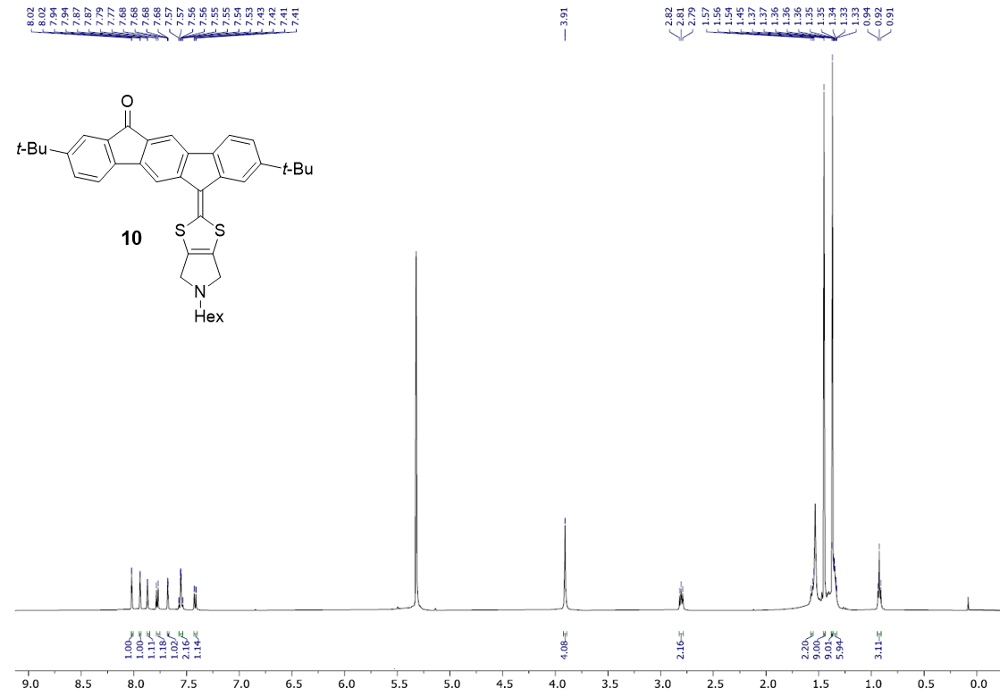 8.02 8.02 7.94 7.94 7.87 7.87 7.79 7.77 7.68 7.68 7.68 7.68 7.57 7.57 7.56 7.56 7.55 7.55 7.54 7.53 7.43 7.42 7.41 7.41
3.91
2.82 2.81 2.79 1.57 1.56 1.54 1.45 1.37 1.37 1.36 1.36 1.36 1.35 1.35 1.34 1.33 1.33 0.94 0.92 0.91
O
t-Bu
t-Bu
S S
10
N
Hex
1.00 1.00 1.11 1.18 1.02 2.16 1.14 4.08 2.16 2.20 9.00 9.01 5.94 3.11
9.0 8.5 8.0 7.5 7.0 6.5 6.0 5.5 5.0 4.5 4.0 3.5 3.0 2.5 2.0 1.5 1.0 0.5 0.0